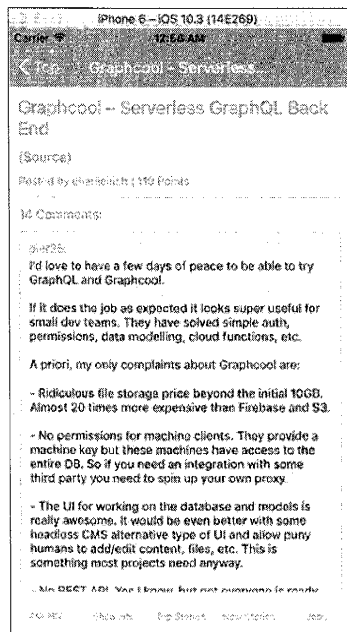 iPhone 6 – iOS 10.3 (14E269)
Carrier 12:56 AM
< Top Graphcool – Serverless...
Graphcool – Serverless GraphQL Back
End
(Source)
Posted by | 119 Points
14 Comments:
I'd love to have a few days of peace to be able to try
GraphQL and Graphcool.
If it does the job as expected it looks super useful for
small dev teams. They have solved simple auth,
permissions, data modelling, cloud functions, etc.
A priori, my only complaints about Graphcool are:
- Ridiculous file storage price beyond the initial 10GB.
Almost 20 times more expensive than Firebase and S3.
- No permissions for machine clients. They provide a
machine key but these machines have access to the
entire DB. So if you need an integration with some
third party you need to spin up your own proxy.
- The UI for working on the database and models is
really awesome. It would be even better with some
headless CMS alternative type of UI and allow puny
humans to add/edit content, files, etc. This is
something most projects need anyway.
- No REST API. Yes I know, but not everyone is ready